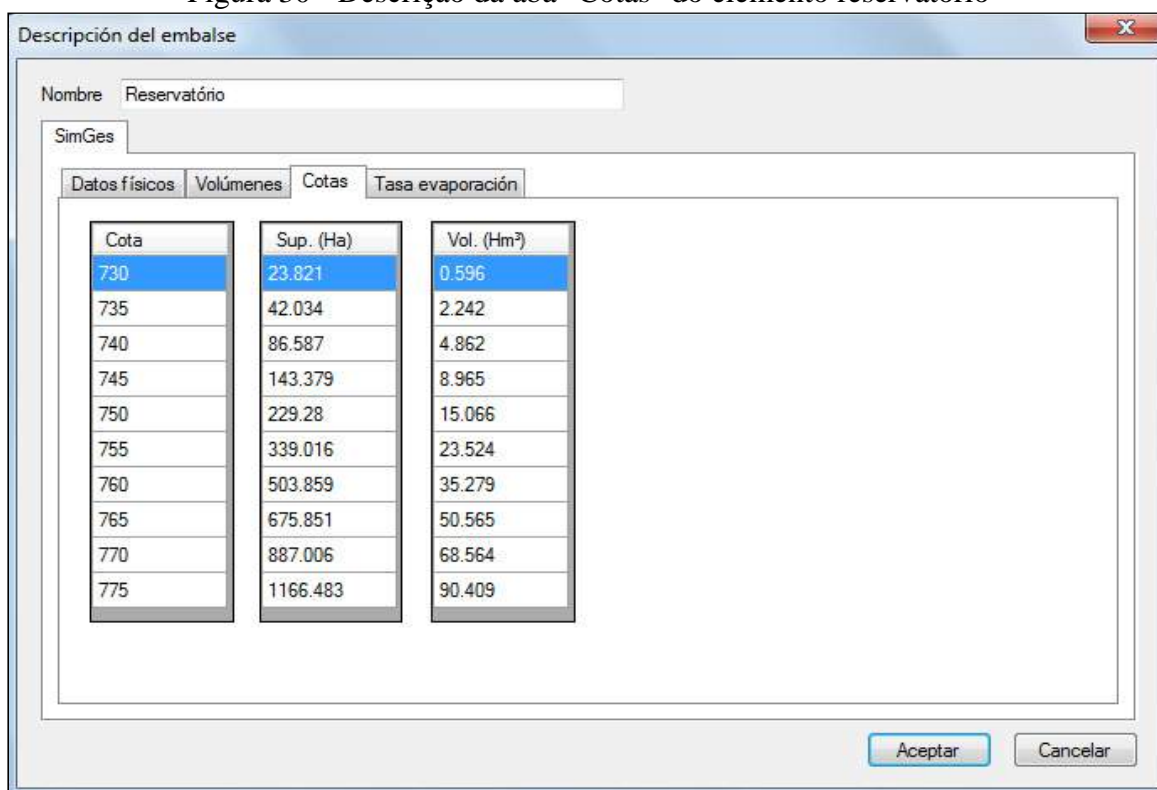 Figura 30 - Descrição da aba "Cotas" do elemento reservatório
Descripción del embalse
X
Nombre Reservatório
SimGes
Datos físicos Volúmenes Cotas Tasa evaporación
Cota Sup. (Ha) Vol. (Hm³)
730 23.821 0.596
735 42.034 2.242
740 86.587 4.862
745 143.379 8.965
750 229.28 15.066
755 339.016 23.524
760 503.859 35.279
765 675.851 50.565
770 887.006 68.564
775 1166.483 90.409
Aceptar Cancelar